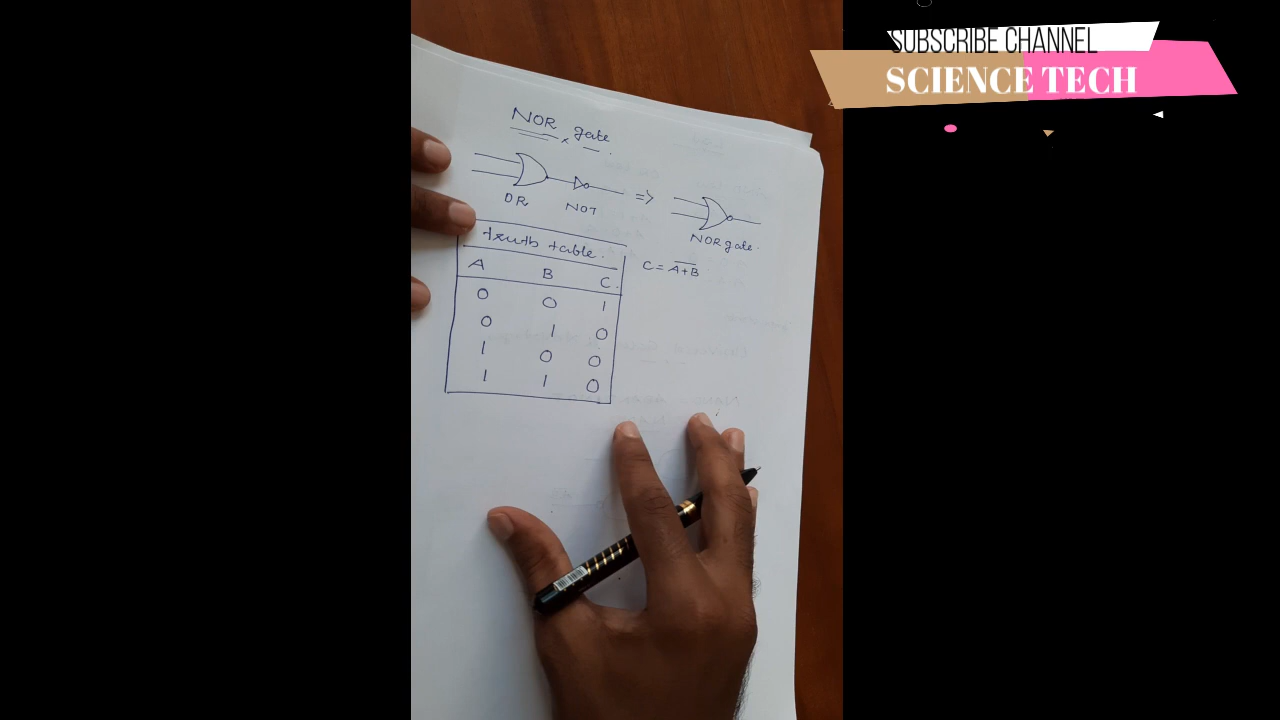 SUBSCRIBE CHANNEL
SCIENCE TECH
NOR gate
OR NOT => NOR gate.
truth table.
A B C.
0 0 1
0 1 0
1 0 0
1 1 0
C = \overline{A+B}